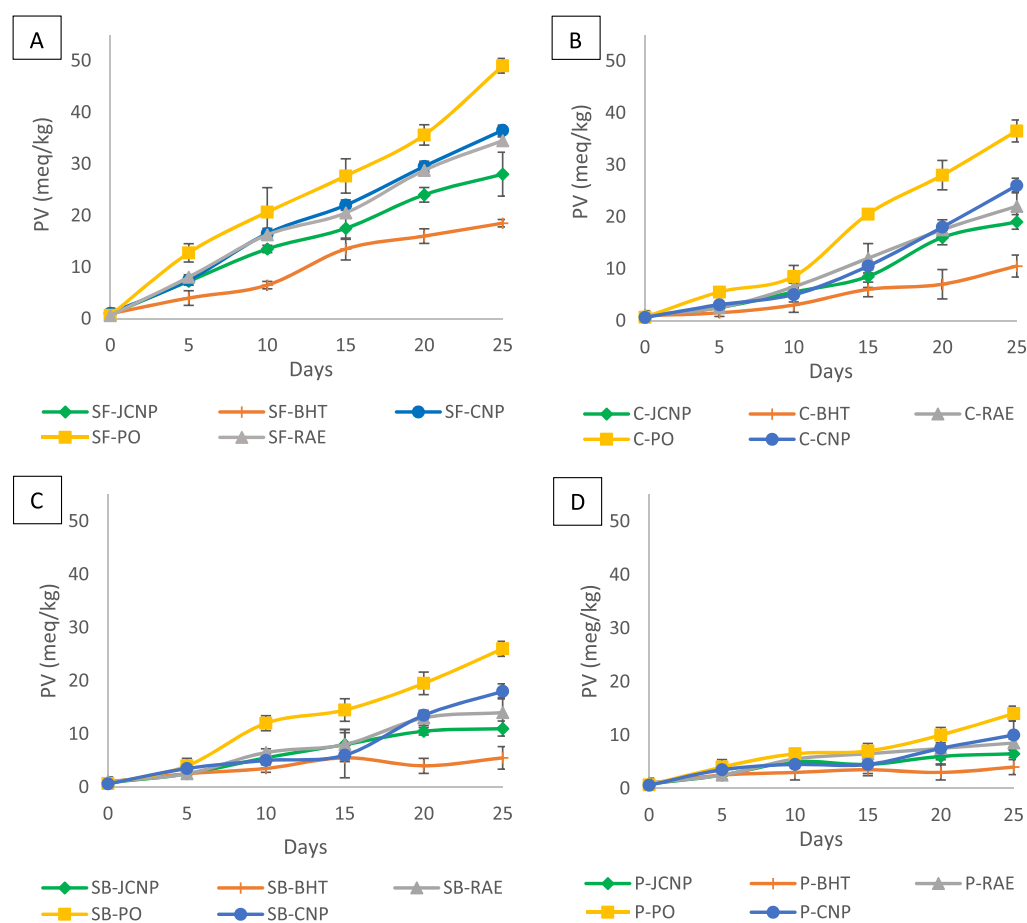 A
PV (meq/kg)
50
40
30
20
10
0
0 5 10 15 20 25
Days
SF-JCNP SF-BHT SF-CNP
SF-PO SF-RAE
B
PV (meq/kg)
50
40
30
20
10
0
0 5 10 15 20 25
Days
C-JCNP C-BHT C-RAE
C-PO C-CNP
C
PV (meq/kg)
50
40
30
20
10
0
0 5 10 15 20 25
Days
SB-JCNP SB-BHT SB-RAE
SB-PO SB-CNP
D
PV (meg/kg)
50
40
30
20
10
0
0 5 10 15 20 25
Days
P-JCNP P-BHT P-RAE
P-PO P-CNP